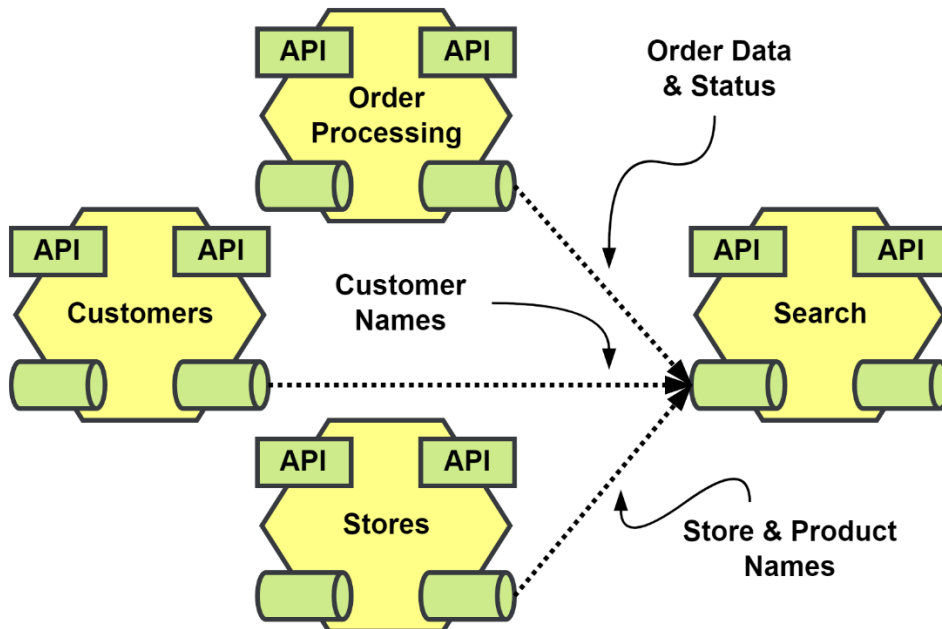 API
API
Order
Processing
Order Data
& Status
API
API
Customers
Customer
Names
API
API
Search
API
API
Stores
Store & Product
Names